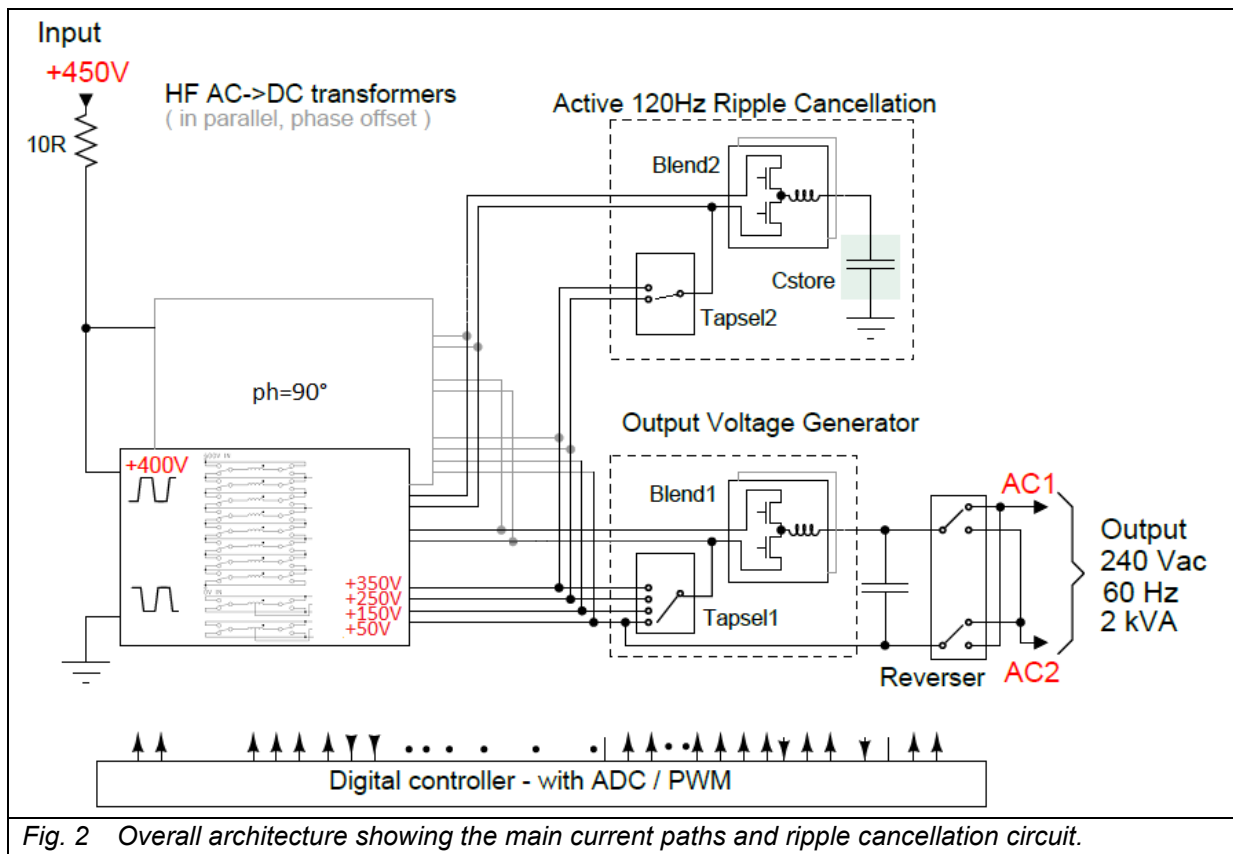 Input
+450V
10R
HF AC->DC transformers
( in parallel, phase offset )
Active 120Hz Ripple Cancellation
Blend2
Cstore
Tapsel2
ph=90°
Output Voltage Generator
+400V
Blend1
+350V
+250V
+150V
+50V
Tapsel1
Reverser
AC1
AC2
Output
240 Vac
60 Hz
2 kVA
Digital controller - with ADC / PWM
Fig. 2 Overall architecture showing the main current paths and ripple cancellation circuit.